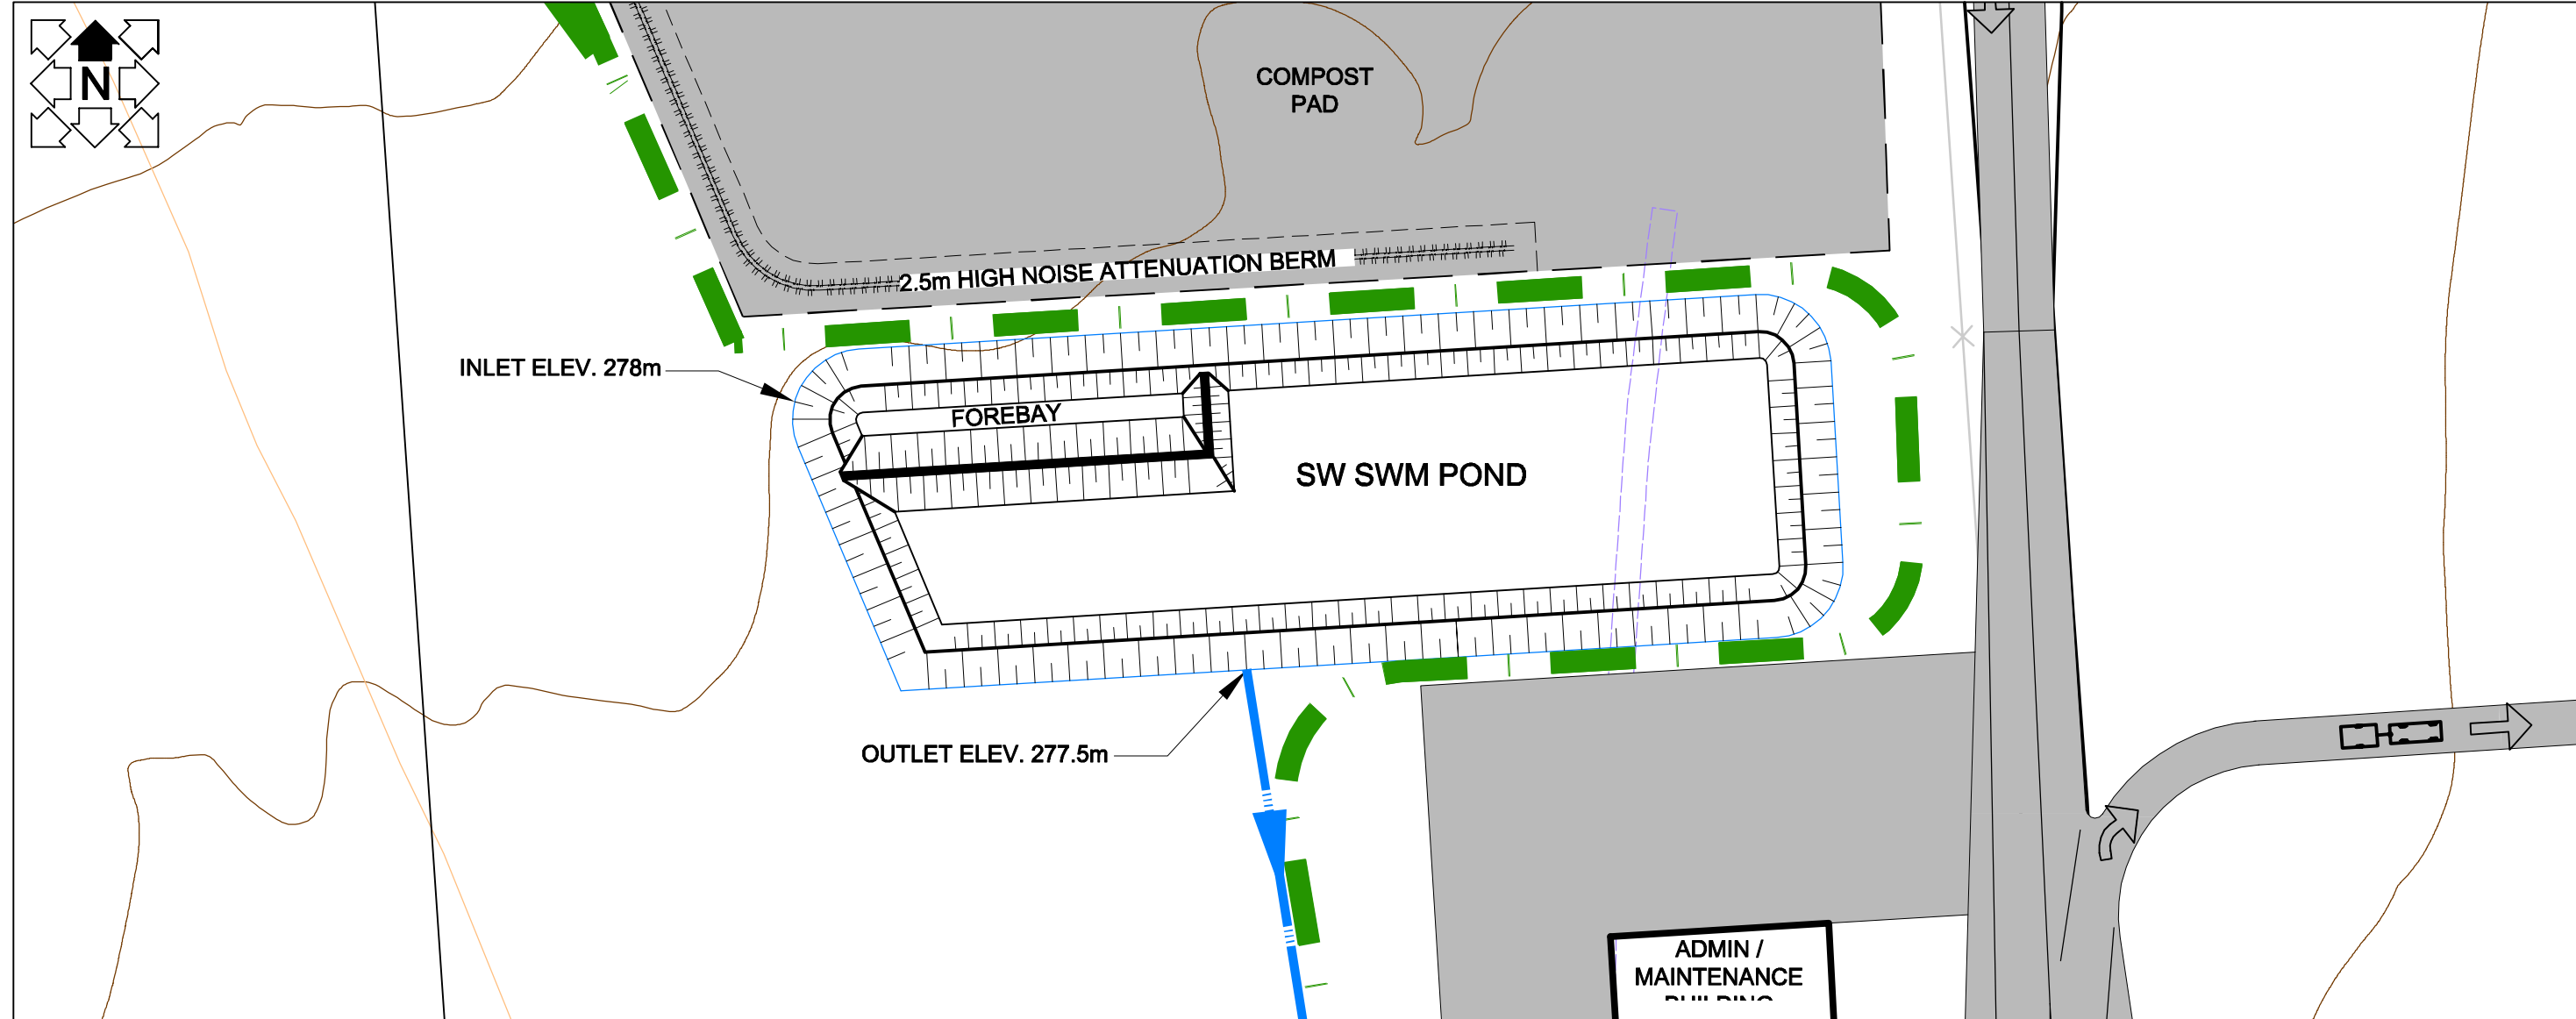 N
COMPOST
PAD
2.5m HIGH NOISE ATTENUATION BERM
INLET ELEV. 278m
FOREBAY
SW SWM POND
OUTLET ELEV. 277.5m
ADMIN /
MAINTENANCE
BUILDING